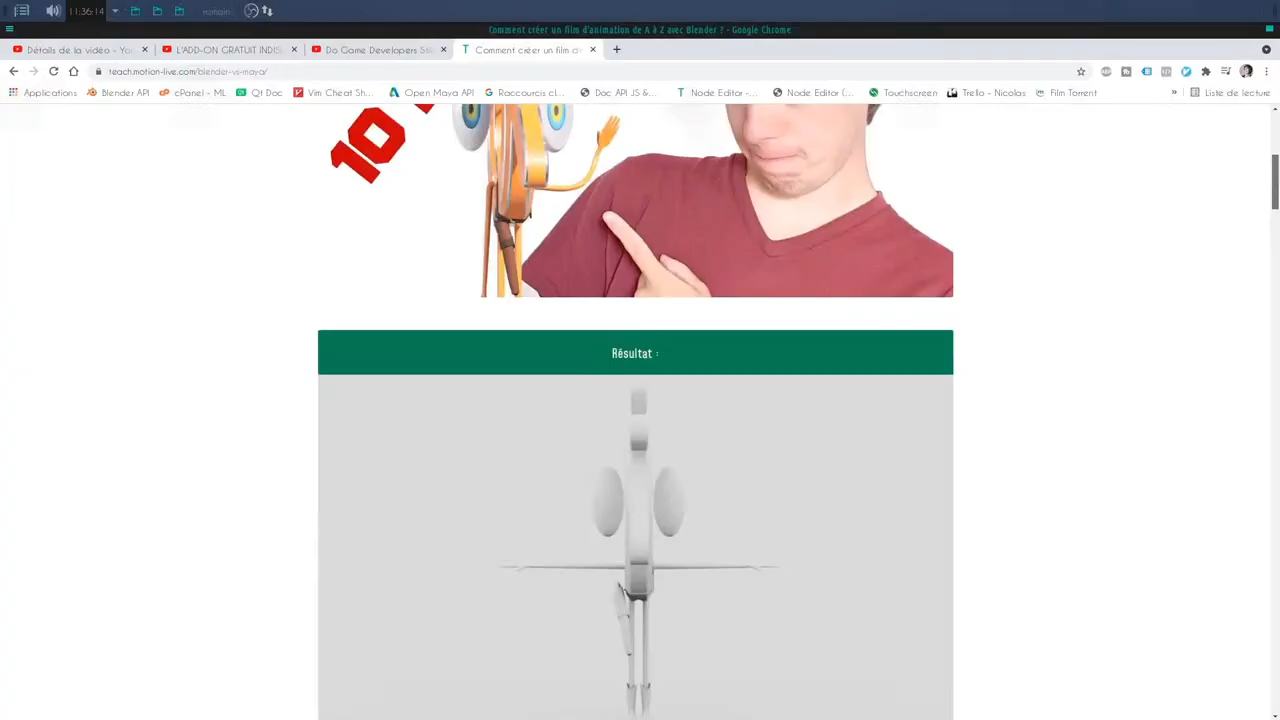 11:36:14
romain
Comment créer un film d'animation de A à Z avec Blender ? - Google Chrome
Détails de la vidéo - You
L'ADD-ON GRATUIT INDIS
Do Game Developers Ste
Comment créer un film d'
teach.motion-live.com/blender-vs-maya/
Applications
Blender API
cPanel - ML
Qt Doc
Vim Cheat Sh...
Open Maya API
Raccourcis cl...
Doc API JS &...
Node Editor -...
Node Editor (...
Touchscreen
Trello - Nicolas
Film Torrent
»
Liste de lecture
10
Résultat :